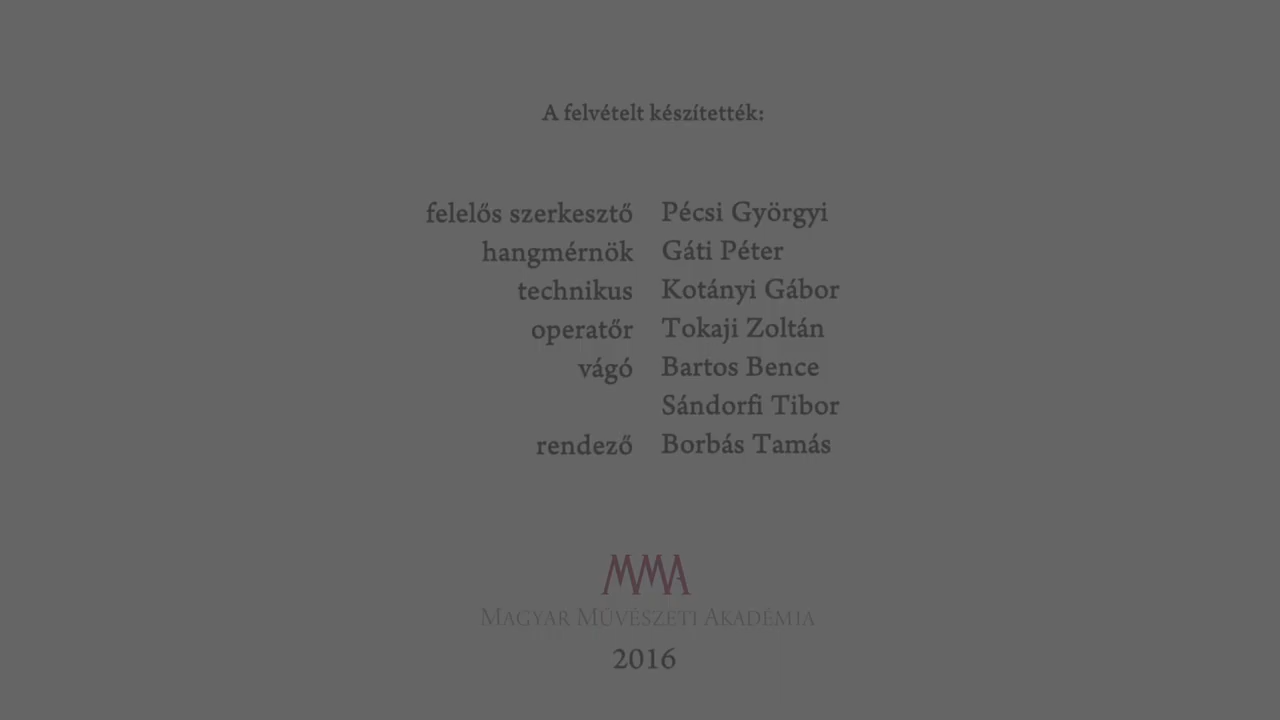 A felvételt készítették:
felelős szerkesztő Pécsi Györgyi
hangmérnök Gáti Péter
technikus Kotányi Gábor
operatőr Tokaji Zoltán
vágó Bartos Bence
Sándorfi Tibor
rendező Borbás Tamás
MMA
MAGYAR MŰVÉSZETI AKADÉMIA
2016